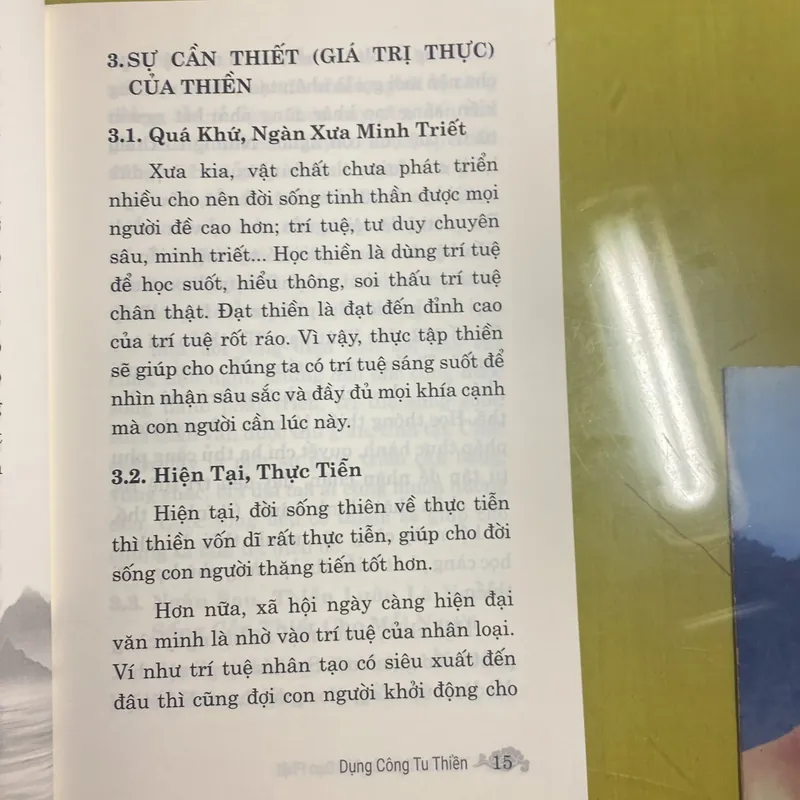 3. SỰ CẦN THIẾT (GIÁ TRỊ THỰC)
CỦA THIỀN
3.1. Quá Khứ, Ngàn Xưa Minh Triết
Xưa kia, vật chất chưa phát triển
nhiều cho nên đời sống tinh thần được mọi
người đề cao hơn; trí tuệ, tư duy chuyên
sâu, minh triết... Học thiền là dùng trí tuệ
để học suốt, hiểu thông, soi thấu trí tuệ
chân thật. Đạt thiền là đạt đến đỉnh cao
của trí tuệ rốt ráo. Vì vậy, thực tập thiền
sẽ giúp cho chúng ta có trí tuệ sáng suốt để
nhìn nhận sâu sắc và đầy đủ mọi khía cạnh
mà con người cần lúc này.
3.2. Hiện Tại, Thực Tiễn
Hiện tại, đời sống thiên về thực tiễn
thì thiền vốn dĩ rất thực tiễn, giúp cho đời
sống con người thăng tiến tốt hơn.
Hơn nữa, xã hội ngày càng hiện đại
văn minh là nhờ vào trí tuệ của nhân loại.
Ví như trí tuệ nhân tạo có siêu xuất đến
đâu thì cũng đợi con người khởi động cho
Dụng Công Tu Thiền 15